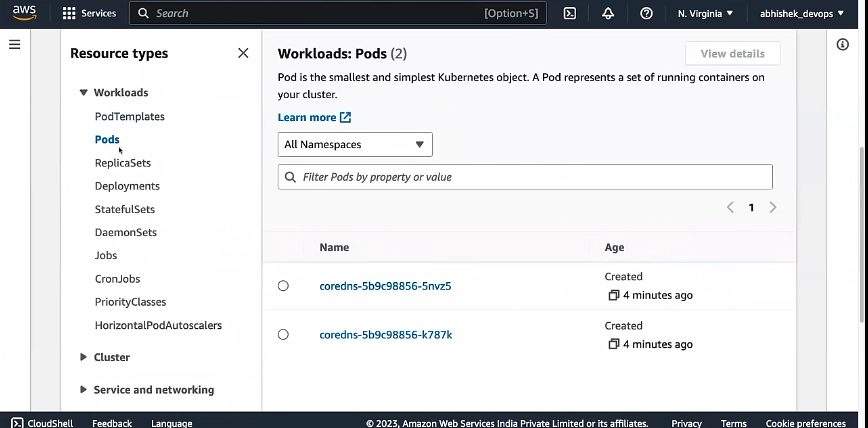 aws
Services
Search
[Option+S]
N. Virginia
abhishek_devops
Resource types
Workloads
PodTemplates
Pods
ReplicaSets
Deployments
StatefulSets
DaemonSets
Jobs
CronJobs
PriorityClasses
HorizontalPodAutoscalers
Cluster
Service and networking
Workloads: Pods (2)
View details
Pod is the smallest and simplest Kubernetes object. A Pod represents a set of running containers on
your cluster.
Learn more
All Namespaces
Filter Pods by property or value
1
Name
Age
coredns-5b9c98856-5nvz5
Created
4 minutes ago
coredns-5b9c98856-k787k
Created
4 minutes ago
CloudShell
Feedback
Language
© 2023, Amazon Web Services India Private Limited or its affiliates.
Privacy
Terms
Cookie preferences